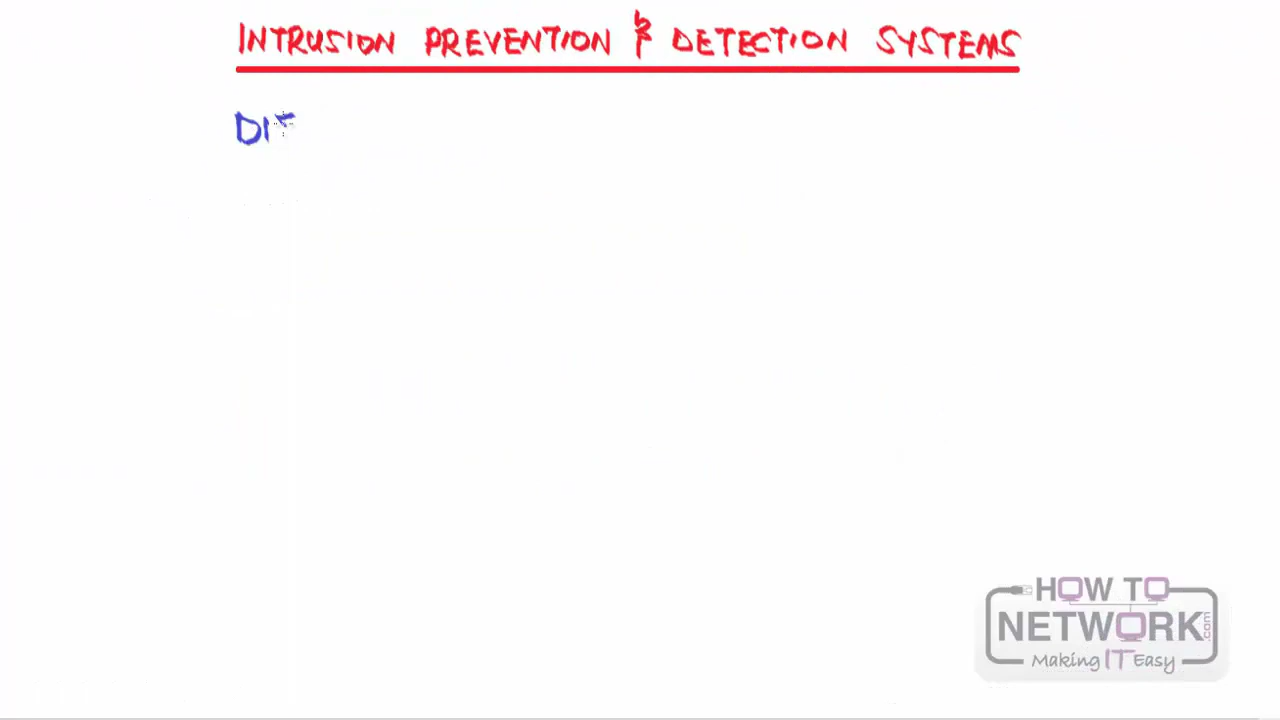 INTRUSION PREVENTION & DETECTION SYSTEMS
HOW TO
NETWORK.com
Making IT Easy